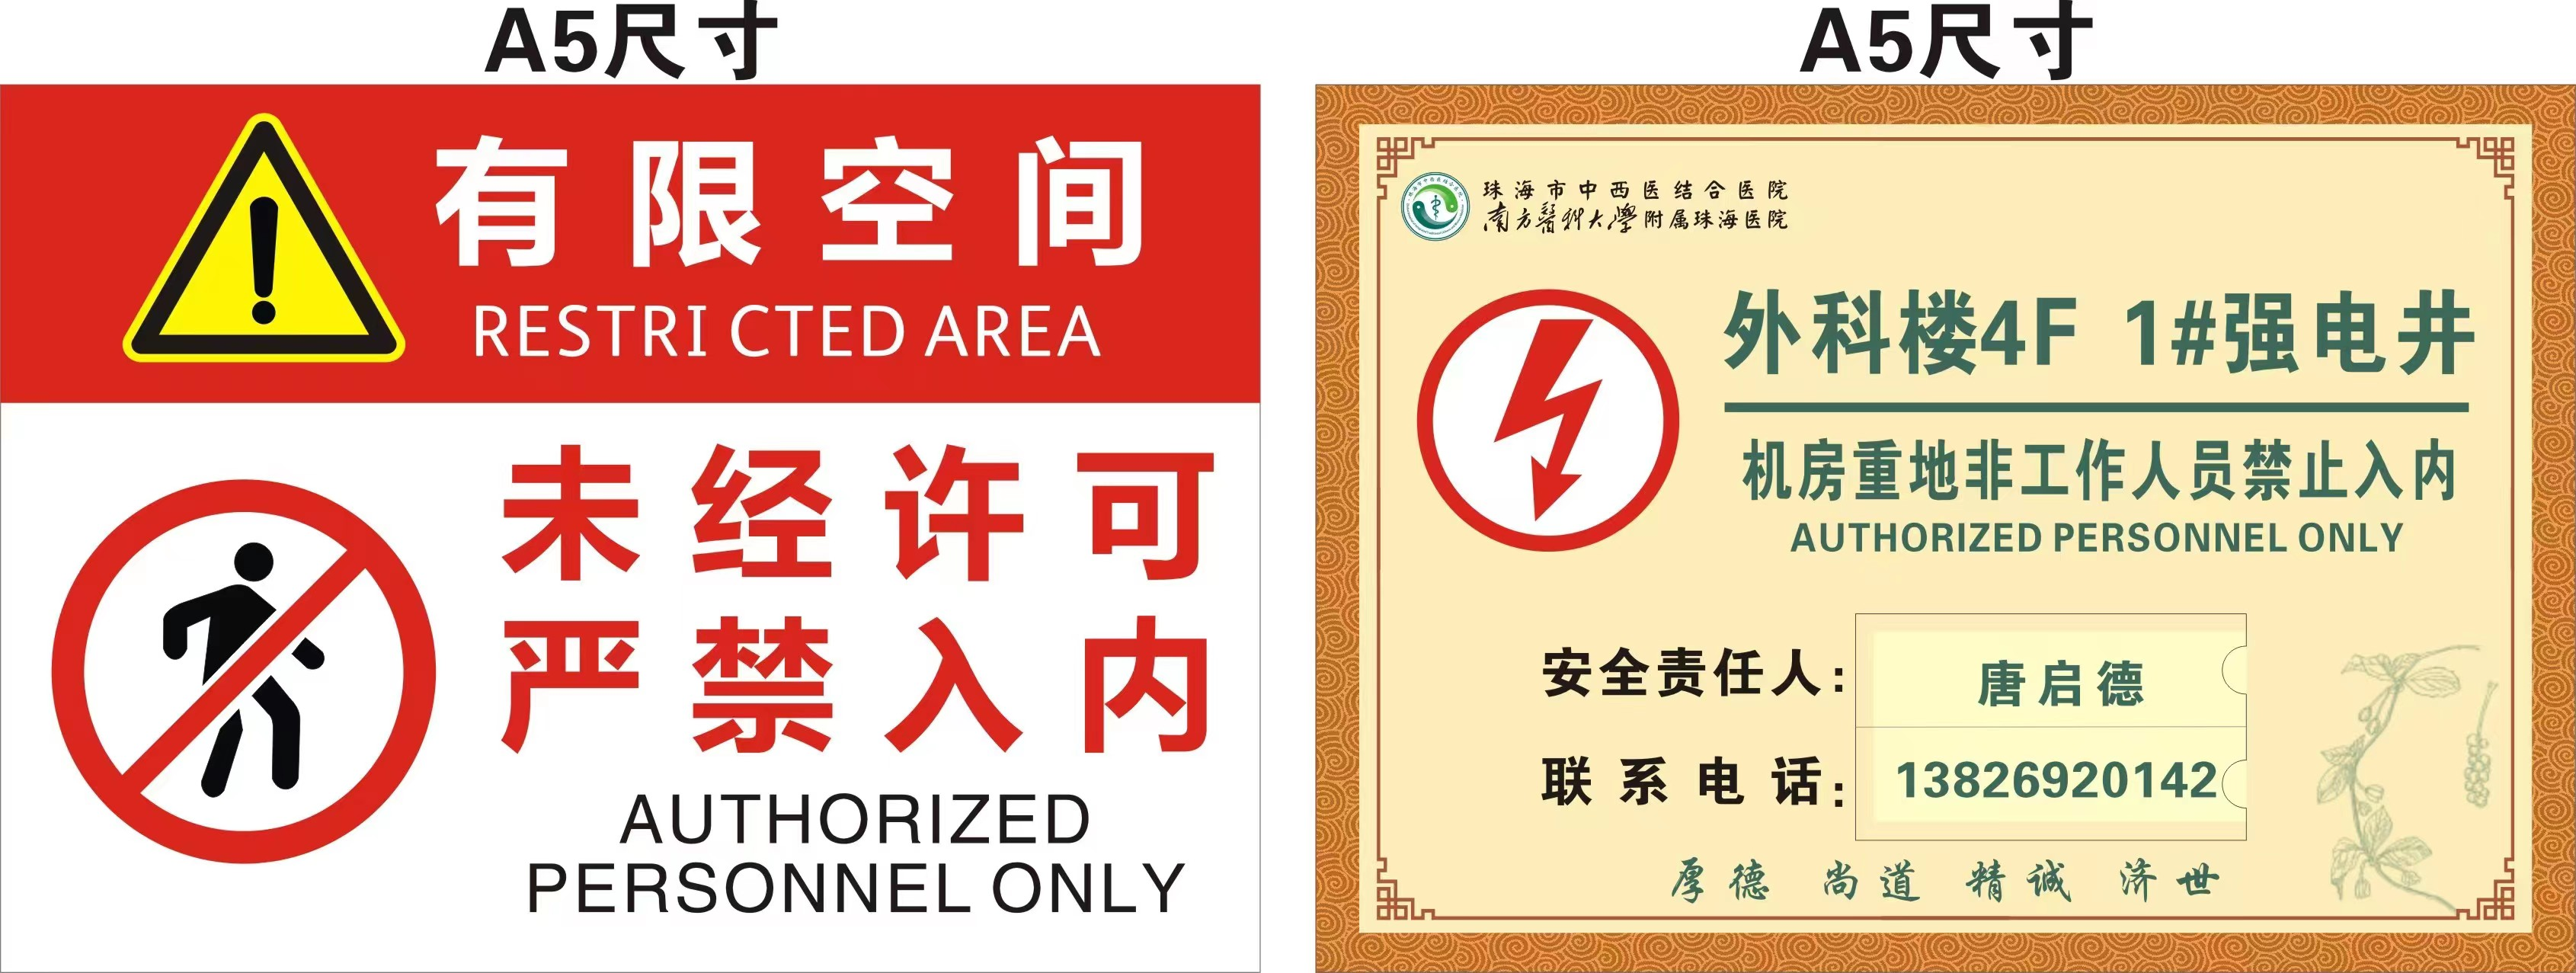 A5尺寸
有限空间
RESTRI CTED AREA
未经许可
严禁入内
AUTHORIZED
PERSONNEL ONLY
A5尺寸
珠海市中西医结合医院
南方醫科大學附属珠海医院
外科楼4F 1#强电井
机房重地非工作人员禁止入内
AUTHORIZED PERSONNEL ONLY
安全责任人：唐启德
联系电话：13826920142
厚德 尚道 精诚 济世